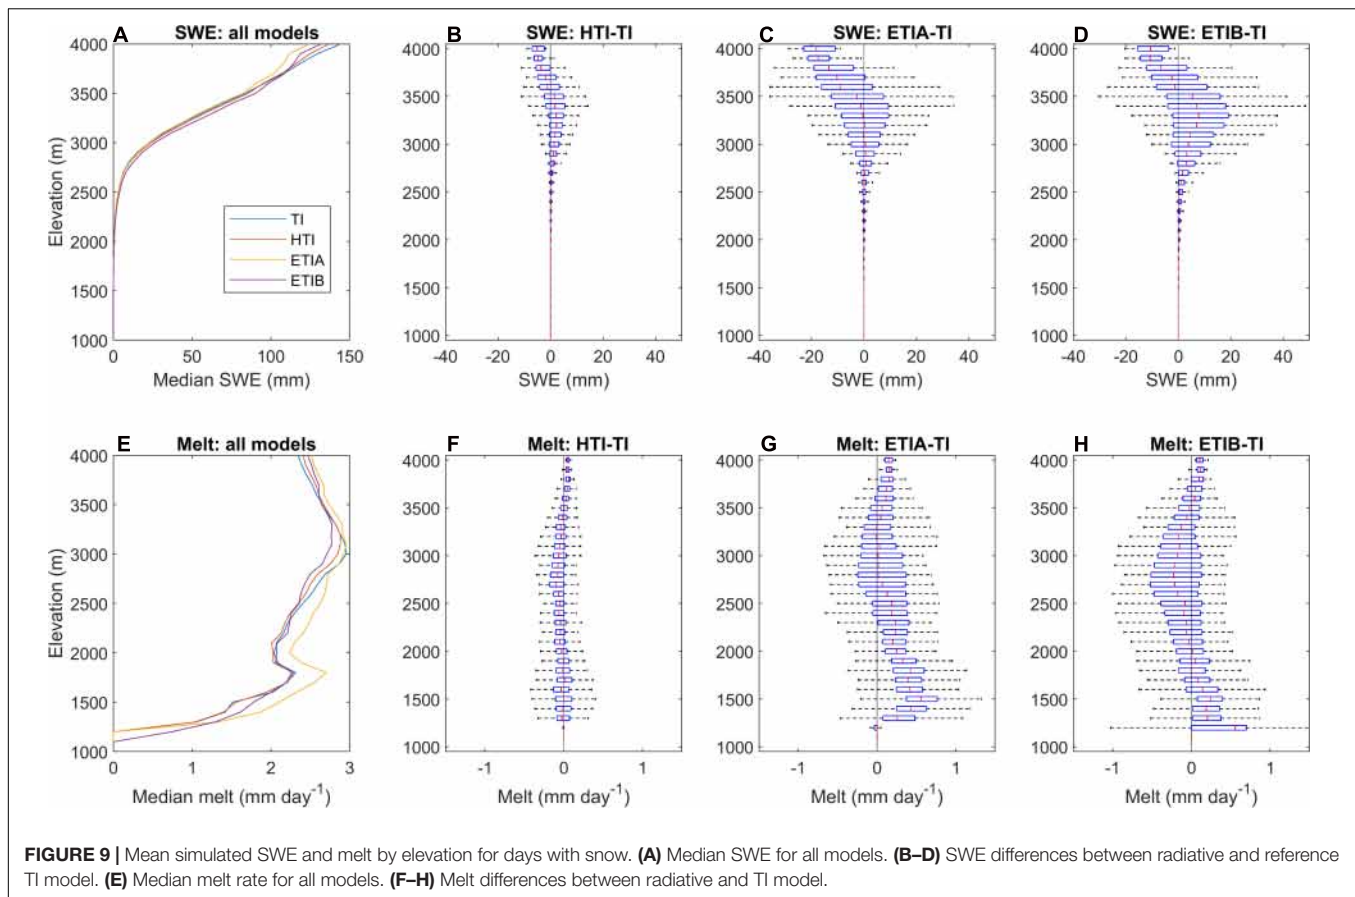 A SWE: all models
4000
3500
3000
2500
2000
1500
1000
Elevation (m)
TI
HTI
ETIA
ETIB
0 50 100 150
Median SWE (mm)
B SWE: HTI-TI
4000
3500
3000
2500
2000
1500
1000
-40 -20 0 20 40
SWE (mm)
C SWE: ETIA-TI
4000
3500
3000
2500
2000
1500
1000
-40 -20 0 20 40
SWE (mm)
D SWE: ETIB-TI
4000
3500
3000
2500
2000
1500
1000
-40 -20 0 20 40
SWE (mm)
E Melt: all models
4000
3500
3000
2500
2000
1500
1000
Elevation (m)
0 1 2 3
Median melt (mm day⁻¹)
F Melt: HTI-TI
4000
3500
3000
2500
2000
1500
1000
-1 0 1
Melt (mm day⁻¹)
G Melt: ETIA-TI
4000
3500
3000
2500
2000
1500
1000
-1 0 1
Melt (mm day⁻¹)
H Melt: ETIB-TI
4000
3500
3000
2500
2000
1500
1000
-1 0 1
Melt (mm day⁻¹)
FIGURE 9 | Mean simulated SWE and melt by elevation for days with snow. (A) Median SWE for all models. (B–D) SWE differences between radiative and reference
TI model. (E) Median melt rate for all models. (F–H) Melt differences between radiative and TI model.